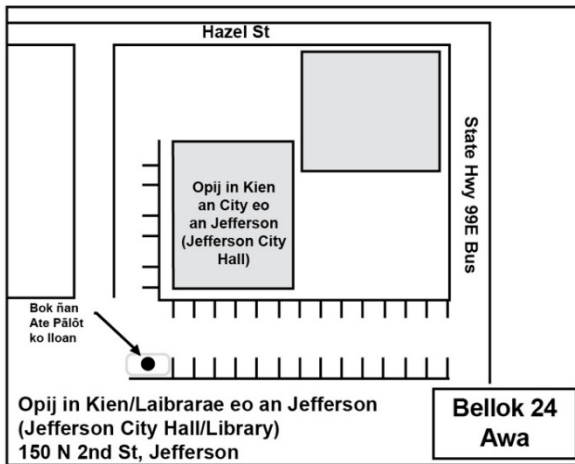 Hazel St
State Hwy 99E Bus
Opij in Kien
an City eo
an Jefferson
(Jefferson City
Hall)
Bok ñan
Ate Pālōt
ko Iloan
Opij in Kien/Laibrarae eo an Jefferson
(Jefferson City Hall/Library)
150 N 2nd St, Jefferson
Bellok 24
Awa